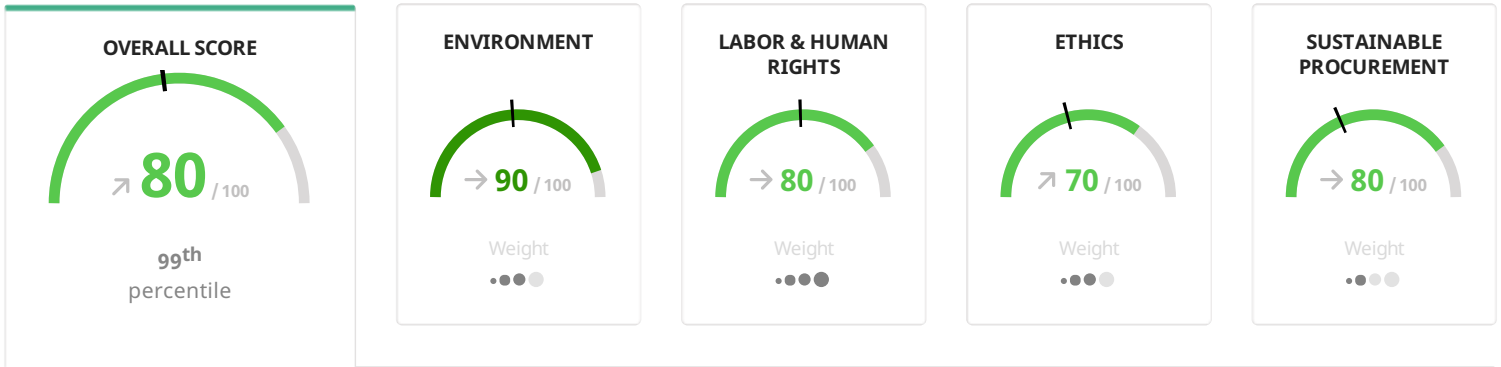 OVERALL SCORE
80 / 100
99th
percentile
ENVIRONMENT
90 / 100
Weight
LABOR & HUMAN
RIGHTS
80 / 100
Weight
ETHICS
70 / 100
Weight
SUSTAINABLE
PROCUREMENT
80 / 100
Weight